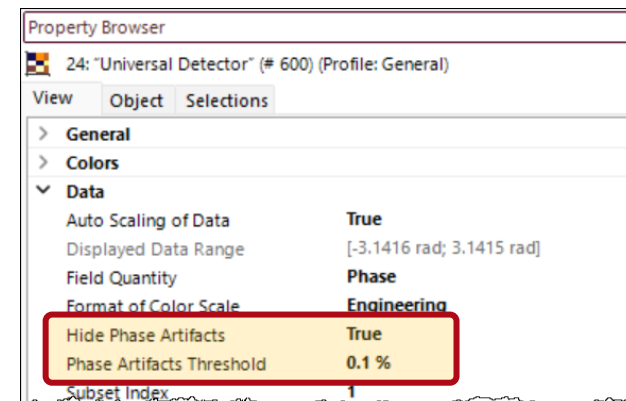 Property Browser
24: "Universal Detector" (# 600) (Profile: General)
View Object Selections
General
Colors
Data
Auto Scaling of Data True
Displayed Data Range [-3.1416 rad; 3.1415 rad]
Field Quantity Phase
Format of Color Scale Engineering
Hide Phase Artifacts True
Phase Artifacts Threshold 0.1 %
Subset Index 1